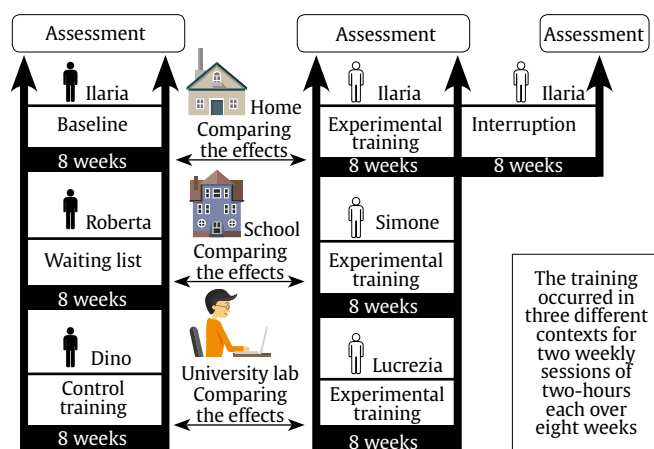 Assessment
Assessment
Assessment
Ilaria
Home
Ilaria
Ilaria
Baseline
Comparing
the effects
Experimental
training
Interruption
8 weeks
8 weeks
8 weeks
Roberta
School
Simone
Waiting list
Comparing
the effects
Experimental
training
8 weeks
8 weeks
Dino
University lab
Lucrezia
Control
training
Comparing
the effects
Experimental
training
8 weeks
8 weeks
The training
occurred in
three different
contexts for
two weekly
sessions of
two-hours
each over
eight weeks